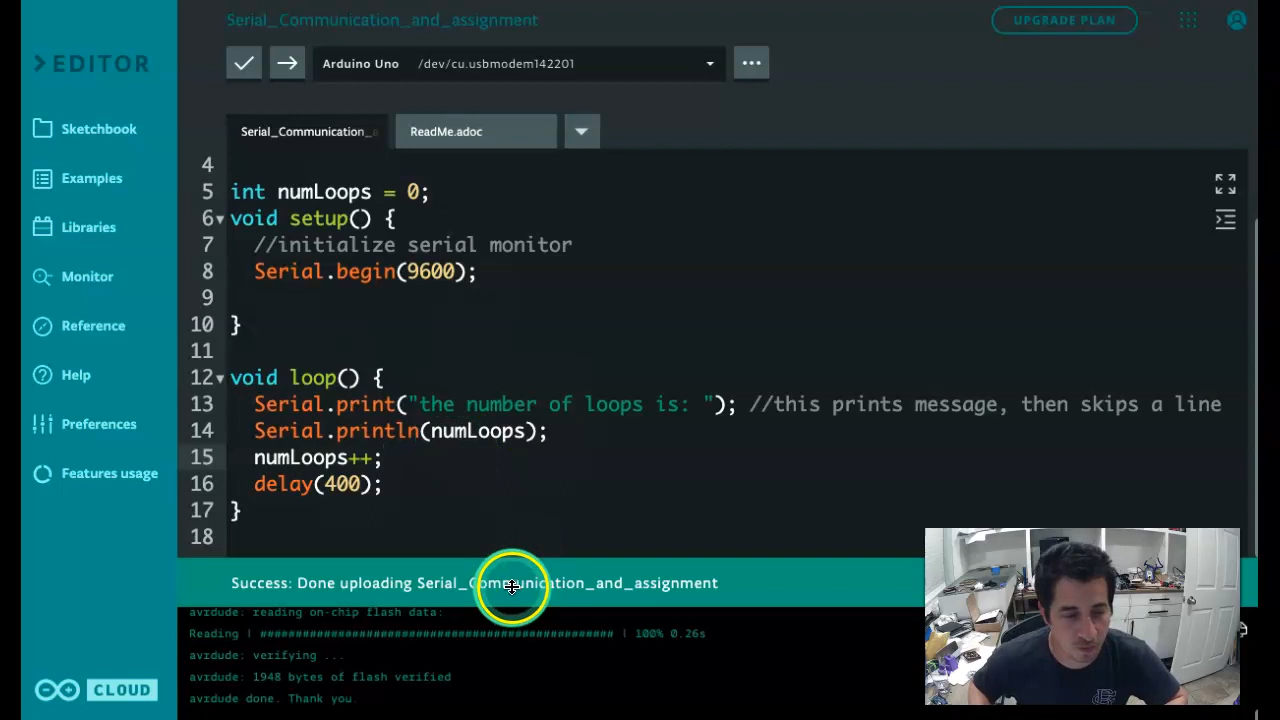 Serial_Communication_and_assignment
UPGRADE PLAN
EDITOR
Arduino Uno /dev/cu.usbmodem142201
Sketchbook
Examples
Libraries
Monitor
Reference
Help
Preferences
Features usage
CLOUD
Serial_Communication_
ReadMe.adoc
4
5 int numLoops = 0;
6 void setup() {
7 //initialize serial monitor
8 Serial.begin(9600);
9
10 }
11
12 void loop() {
13 Serial.print("the number of loops is: "); //this prints message, then skips a line
14 Serial.println(numLoops);
15 numLoops++;
16 delay(400);
17 }
18
Success: Done uploading Serial_Communication_and_assignment
avrdude: reading on-chip flash data:
Reading | ################################################## | 100% 0.26s
avrdude: verifying ...
avrdude: 1948 bytes of flash verified
avrdude done. Thank you.